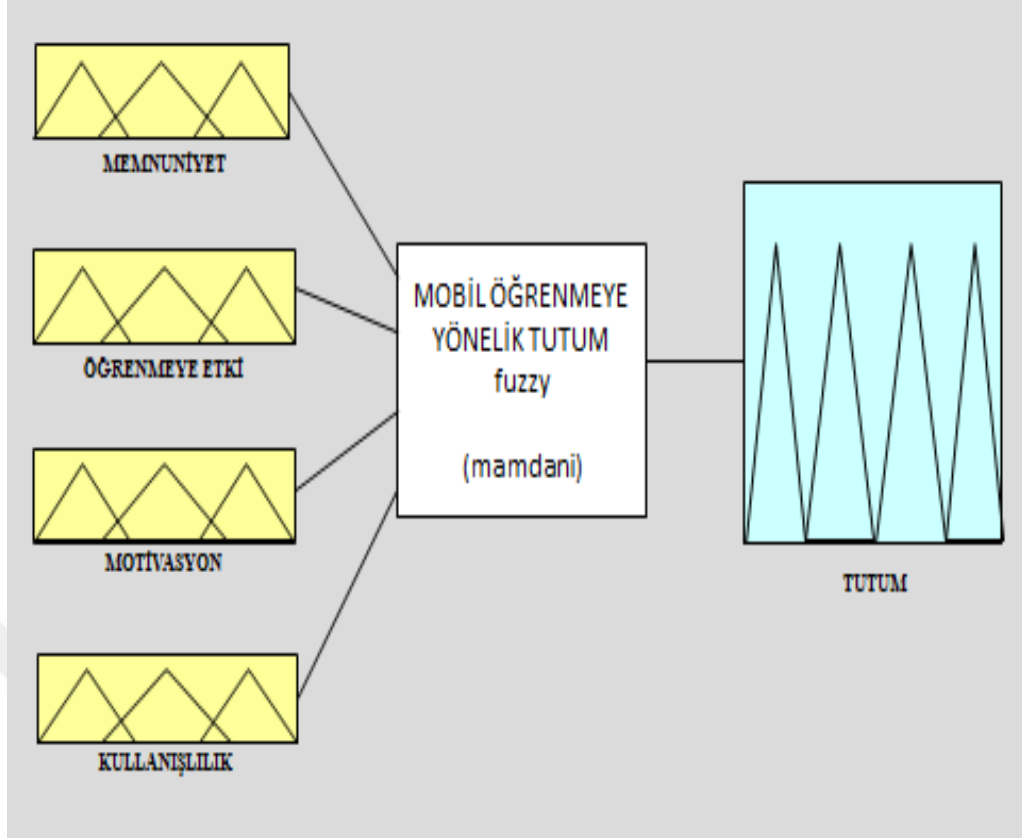 MEMNUNİYET
ÖĞRENMEYE ETKİ
MOTİVASYON
KULLANIŞLILIK
MOBİL ÖĞRENMEYE
YÖNELİK TUTUM
fuzzy
(mamdani)
TUTUM